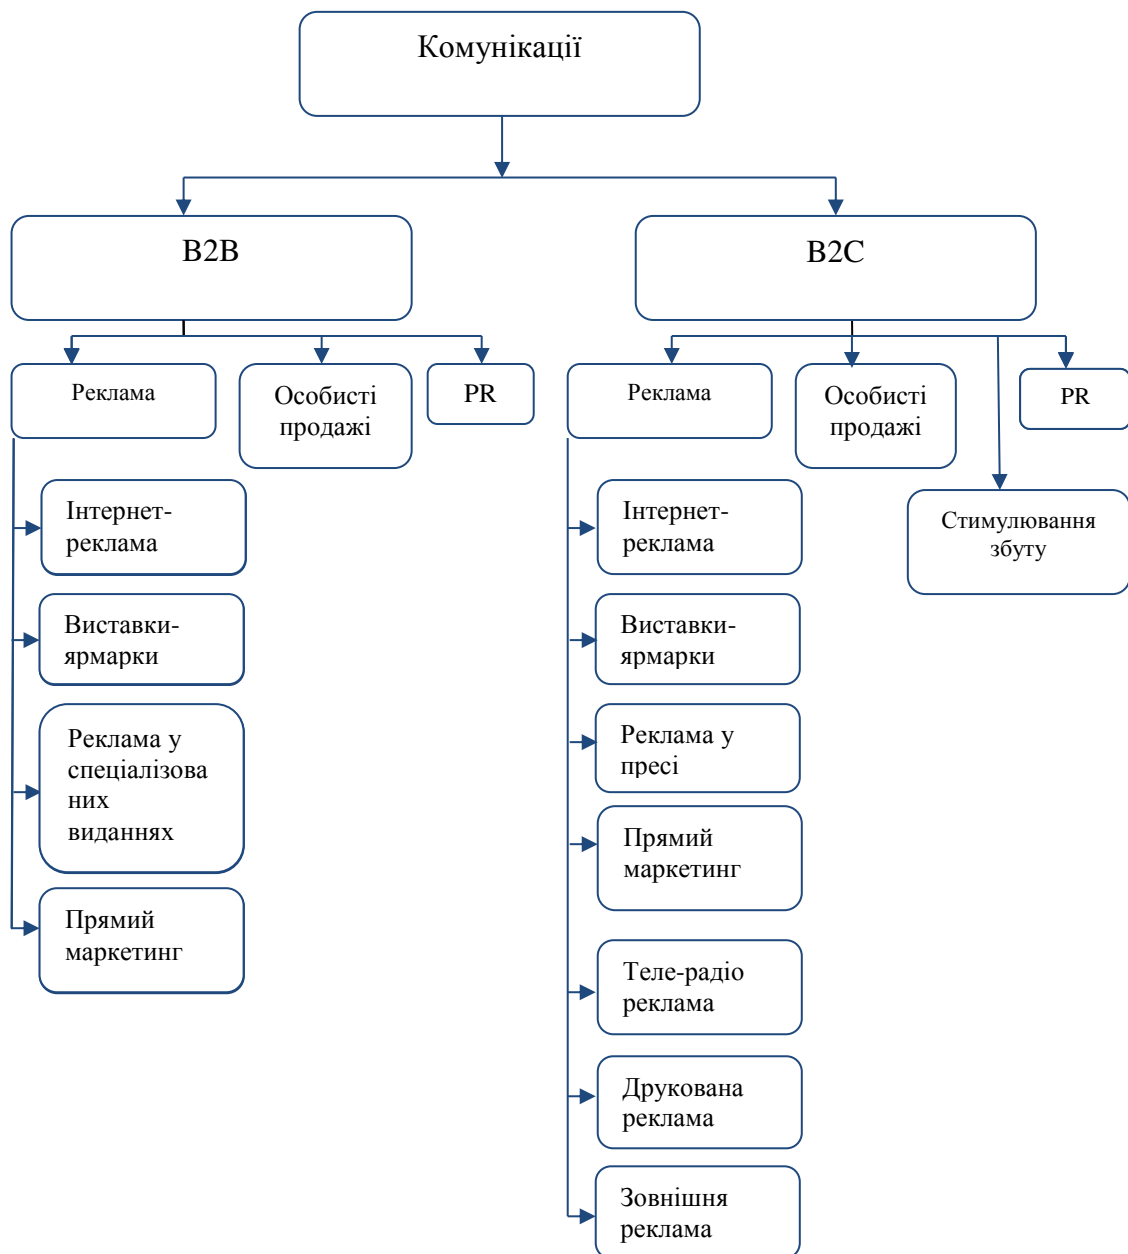 Комунікації
B2B
B2C
Реклама
Особисті
продажі
PR
Реклама
Особисті
продажі
PR
Інтернет-
реклама
Виставки-
ярмарки
Реклама у
спеціалізова
них
виданнях
Прямий
маркетинг
Інтернет-
реклама
Виставки-
ярмарки
Реклама у
пресі
Прямий
маркетинг
Теле-радіо
реклама
Друкована
реклама
Зовнішня
реклама
Стимулювання
збуту